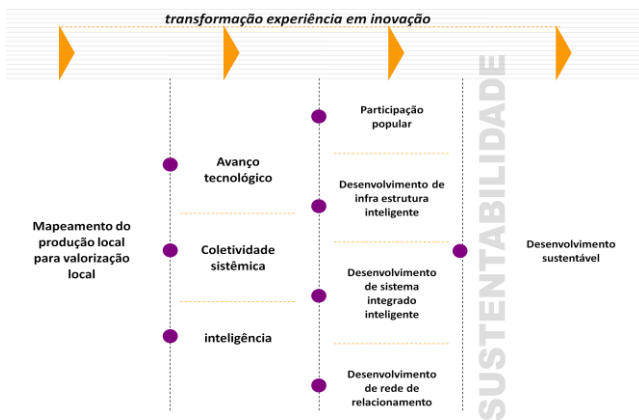 transformação experiência em inovação
Mapeamento do
produção local
para valorização
local
Avanço
tecnológico
Coletividade
sistêmica
inteligência
Participação
popular
Desenvolvimento de
infra estrutura
inteligente
Desenvolvimento
de sistema
integrado
inteligente
Desenvolvimento
de rede de
relacionamento
SUSTENTABILIDADE
Desenvolvimento
sustentável